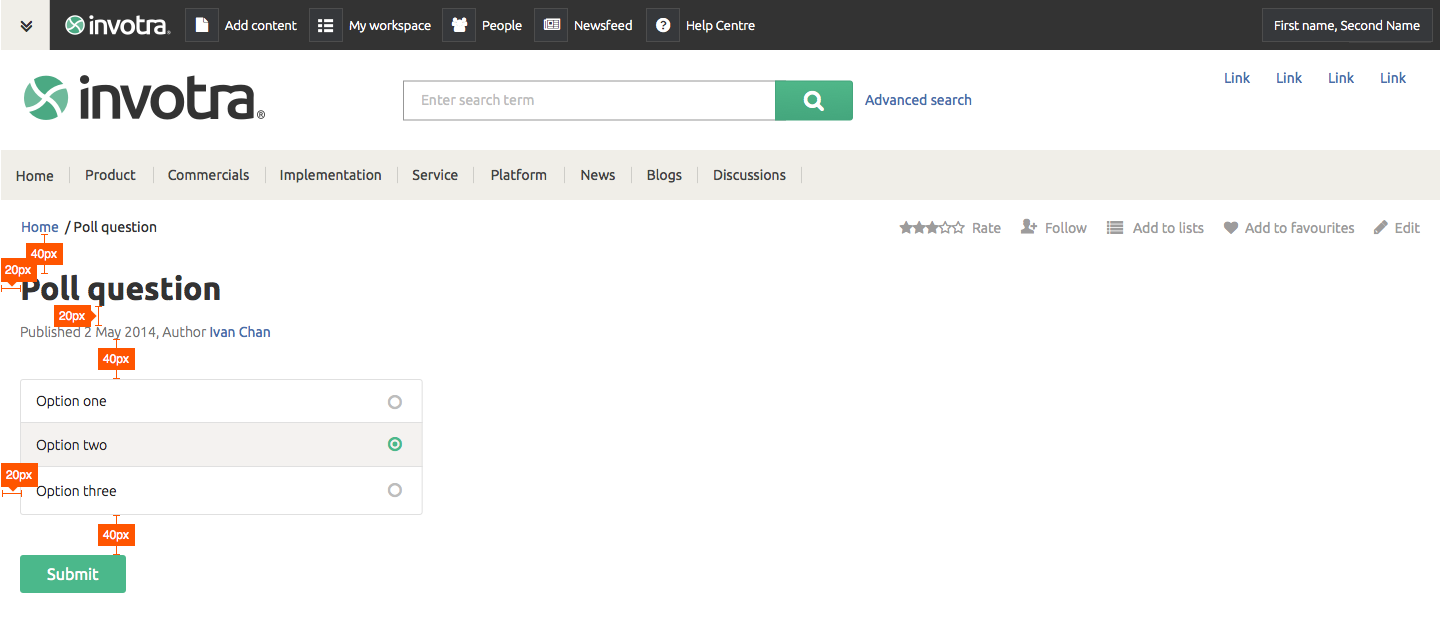 invotra. Add content My workspace People Newsfeed Help Centre First name, Second Name
invotra.®
Enter search term
Advanced search
Link Link Link Link
Home Product Commercials Implementation Service Platform News Blogs Discussions
Home / Poll question
Rate Follow Add to lists Add to favourites Edit
40px
20px
Poll question
20px
Published 2 May 2014, Author Ivan Chan
40px
Option one
Option two
20px
Option three
40px
Submit